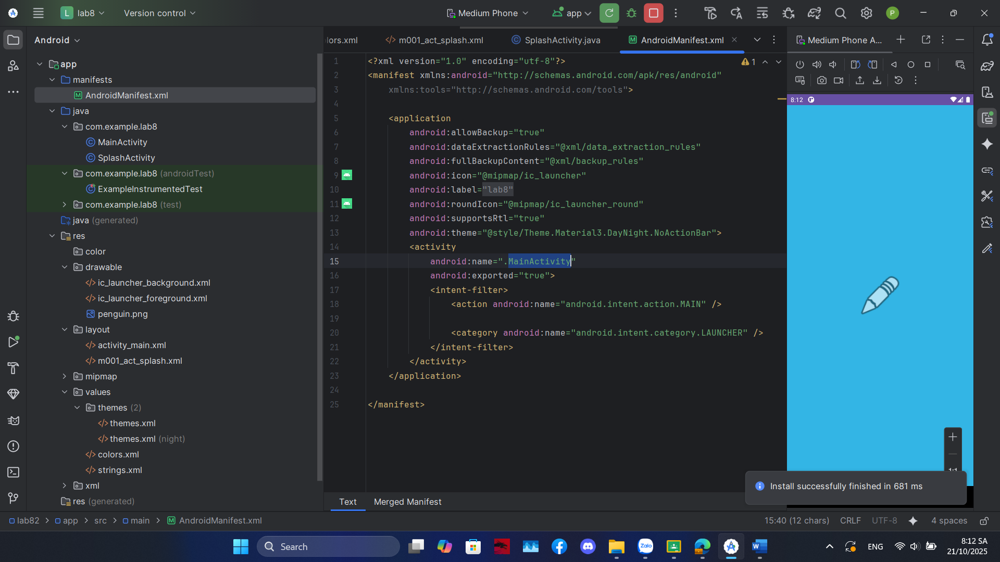 L lab8
Version control
Medium Phone
app
P
Android
app
manifests
AndroidManifest.xml
java
com.example.lab8
MainActivity
SplashActivity
com.example.lab8 (androidTest)
ExampleInstrumentedTest
com.example.lab8 (test)
java (generated)
res
color
drawable
ic_launcher_background.xml
ic_launcher_foreground.xml
penguin.png
layout
activity_main.xml
m001_act_splash.xml
mipmap
values
themes (2)
themes.xml
themes.xml (night)
colors.xml
strings.xml
xml
res (generated)
lors.xml
m001_act_splash.xml
SplashActivity.java
AndroidManifest.xml
1 <?xml version="1.0" encoding="utf-8"?>
1
2 <manifest xmlns:android="http://schemas.android.com/apk/res/android"
3 xmlns:tools="http://schemas.android.com/tools">
4
5 <application
6 android:allowBackup="true"
7 android:dataExtractionRules="@xml/data_extraction_rules"
8 android:fullBackupContent="@xml/backup_rules"
9 android:icon="@mipmap/ic_launcher"
10 android:label="lab8"
11 android:roundIcon="@mipmap/ic_launcher_round"
12 android:supportsRtl="true"
13 android:theme="@style/Theme.Material3.DayNight.NoActionBar">
14 <activity
15 android:name=".MainActivity"
16 android:exported="true">
17 <intent-filter>
18 <action android:name="android.intent.action.MAIN" />
19
20 <category android:name="android.intent.category.LAUNCHER" />
21 </intent-filter>
22 </activity>
23 </application>
24
25 </manifest>
Text
Merged Manifest
Medium Phone A...
8:12
Install successfully finished in 681 ms
lab82 > app > src > main > AndroidManifest.xml
15:40 (12 chars)
CRLF
UTF-8
4 spaces
Search
Zalo
ENG
8:12 SA
21/10/2025